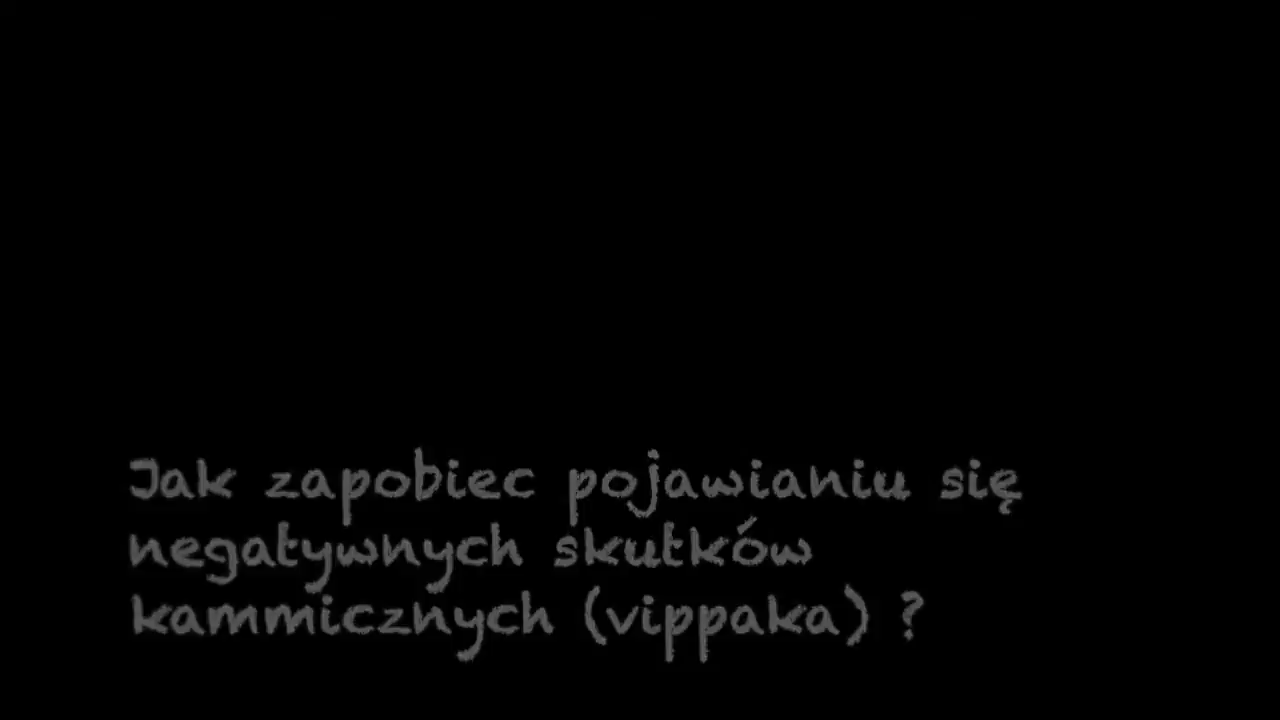 Jak zapobiec pojawianiu się
negatywnych skutków
kammicznych (vippaka) ?